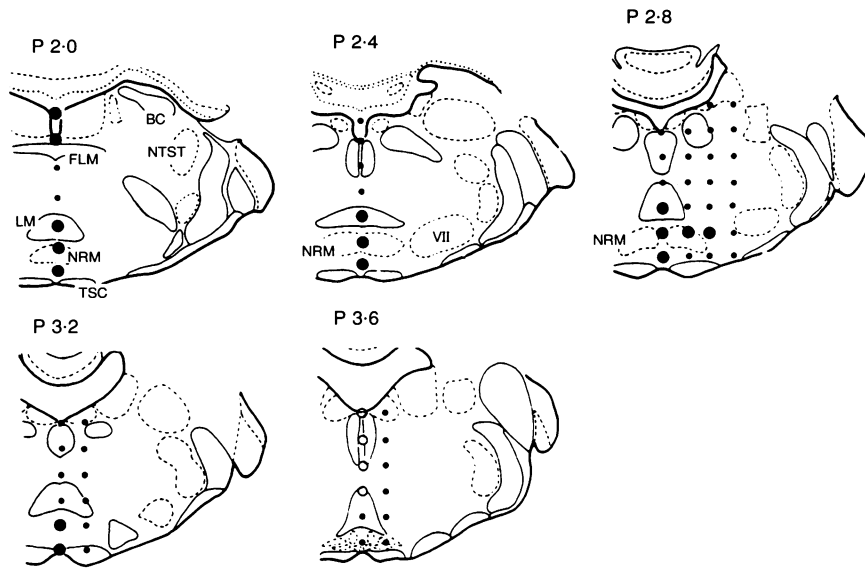 P 2·0
P 2·4
P 2·8
BC
NTST
FLM
LM
NRM
TSC
VII
NRM
NRM
P 3·2
P 3·6